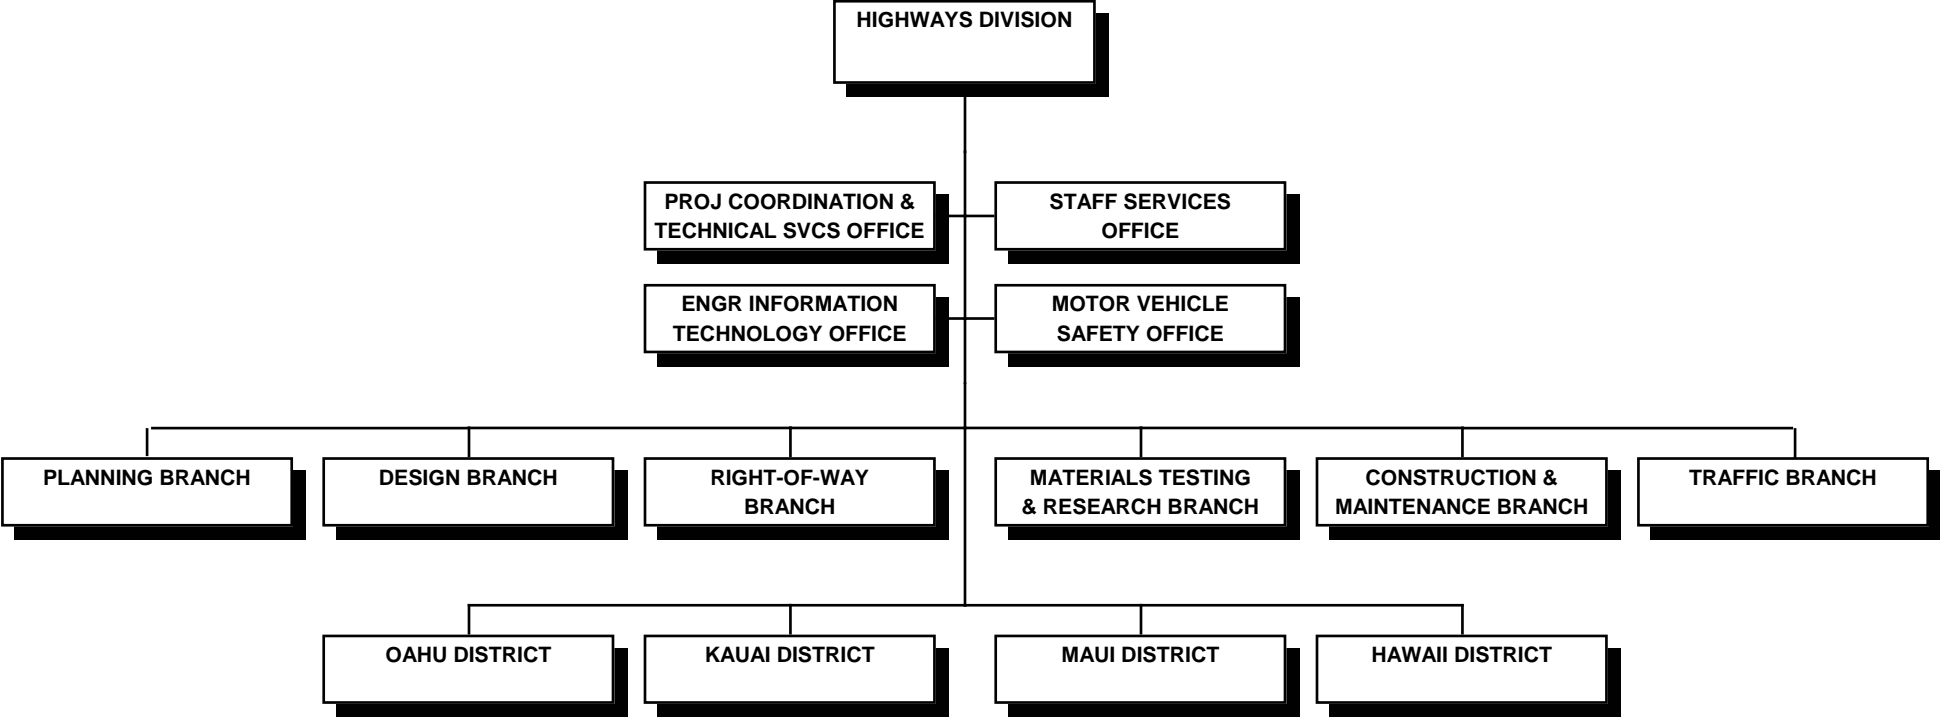 HIGHWAYS DIVISION
PROJ COORDINATION &
TECHNICAL SVCS OFFICE
STAFF SERVICES
OFFICE
ENGR INFORMATION
TECHNOLOGY OFFICE
MOTOR VEHICLE
SAFETY OFFICE
PLANNING BRANCH
DESIGN BRANCH
RIGHT-OF-WAY
BRANCH
MATERIALS TESTING
& RESEARCH BRANCH
CONSTRUCTION &
MAINTENANCE BRANCH
TRAFFIC BRANCH
OAHU DISTRICT
KAUAI DISTRICT
MAUI DISTRICT
HAWAII DISTRICT